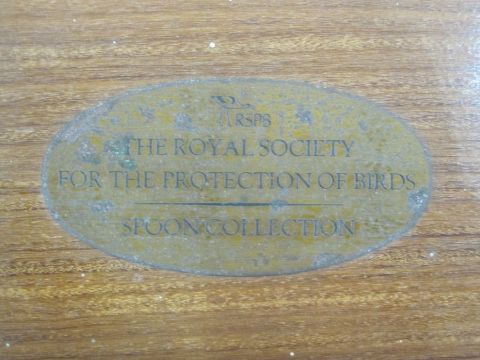 RSPB
THE ROYAL SOCIETY
FOR THE PROTECTION OF BIRDS
SPOON COLLECTION